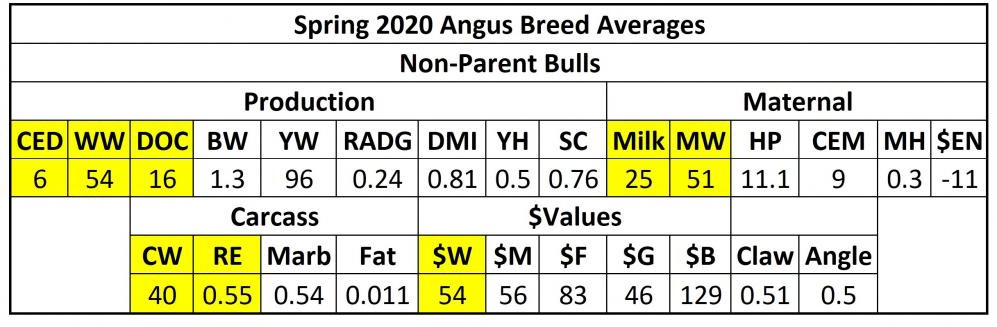 Spring 2020 Angus Breed Averages
Non-Parent Bulls
Production Maternal
CED WW DOC BW YW RADG DMI YH SC Milk MW HP CEM MH $EN
6 54 16 1.3 96 0.24 0.81 0.5 0.76 25 51 11.1 9 0.3 -11
Carcass $Values
CW RE Marb Fat $W $M $F $G $B Claw Angle
40 0.55 0.54 0.011 54 56 83 46 129 0.51 0.5